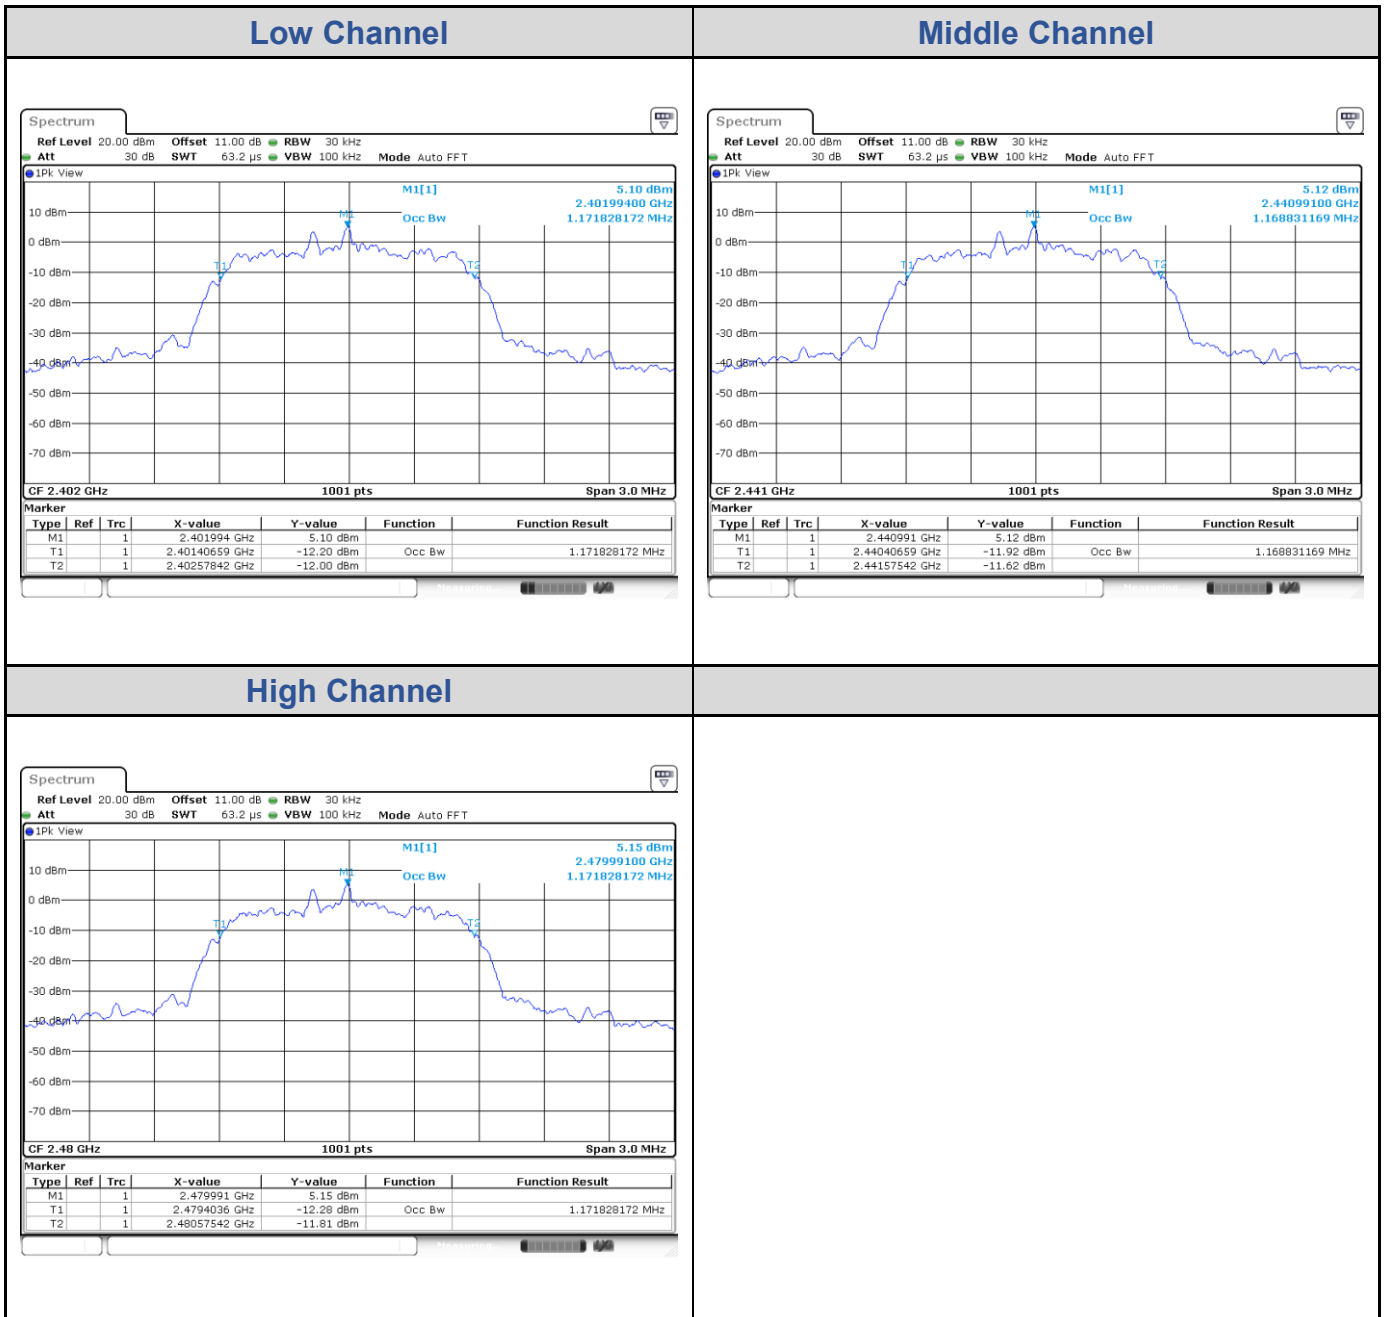 Low Channel
Middle Channel
Spectrum
Ref Level 20.00 dBm Offset 11.00 dB RBW 30 kHz
Att 30 dB SWT 63.2 µs VBW 100 kHz Mode Auto FFT
1Pk View
M1[1] 5.10 dBm
2.40199400 GHz
Occ Bw 1.171828172 MHz
10 dBm
0 dBm
-10 dBm
-20 dBm
-30 dBm
-40 dBm
-50 dBm
-60 dBm
-70 dBm
M1
T1
T2
CF 2.402 GHz 1001 pts Span 3.0 MHz
Marker
Type Ref Trc X-value Y-value Function Function Result
M1 1 2.401994 GHz 5.10 dBm
T1 1 2.40140659 GHz -12.20 dBm Occ Bw 1.171828172 MHz
T2 1 2.40257842 GHz -12.00 dBm
Spectrum
Ref Level 20.00 dBm Offset 11.00 dB RBW 30 kHz
Att 30 dB SWT 63.2 µs VBW 100 kHz Mode Auto FFT
1Pk View
M1[1] 5.12 dBm
2.44099100 GHz
Occ Bw 1.168831169 MHz
10 dBm
0 dBm
-10 dBm
-20 dBm
-30 dBm
-40 dBm
-50 dBm
-60 dBm
-70 dBm
M1
T1
T2
CF 2.441 GHz 1001 pts Span 3.0 MHz
Marker
Type Ref Trc X-value Y-value Function Function Result
M1 1 2.440991 GHz 5.12 dBm
T1 1 2.44040659 GHz -11.92 dBm Occ Bw 1.168831169 MHz
T2 1 2.44157542 GHz -11.62 dBm
High Channel
Spectrum
Ref Level 20.00 dBm Offset 11.00 dB RBW 30 kHz
Att 30 dB SWT 63.2 µs VBW 100 kHz Mode Auto FFT
1Pk View
M1[1] 5.15 dBm
2.47999100 GHz
Occ Bw 1.171828172 MHz
10 dBm
0 dBm
-10 dBm
-20 dBm
-30 dBm
-40 dBm
-50 dBm
-60 dBm
-70 dBm
M1
T1
T2
CF 2.48 GHz 1001 pts Span 3.0 MHz
Marker
Type Ref Trc X-value Y-value Function Function Result
M1 1 2.479991 GHz 5.15 dBm
T1 1 2.4794036 GHz -12.28 dBm Occ Bw 1.171828172 MHz
T2 1 2.48057542 GHz -11.81 dBm